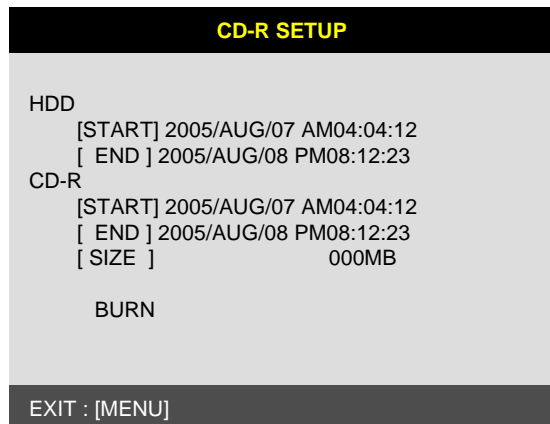 CD-R SETUP
HDD
[START] 2005/AUG/07 AM04:04:12
[ END ] 2005/AUG/08 PM08:12:23
CD-R
[START] 2005/AUG/07 AM04:04:12
[ END ] 2005/AUG/08 PM08:12:23
[ SIZE ] 000MB
BURN
EXIT : [MENU]